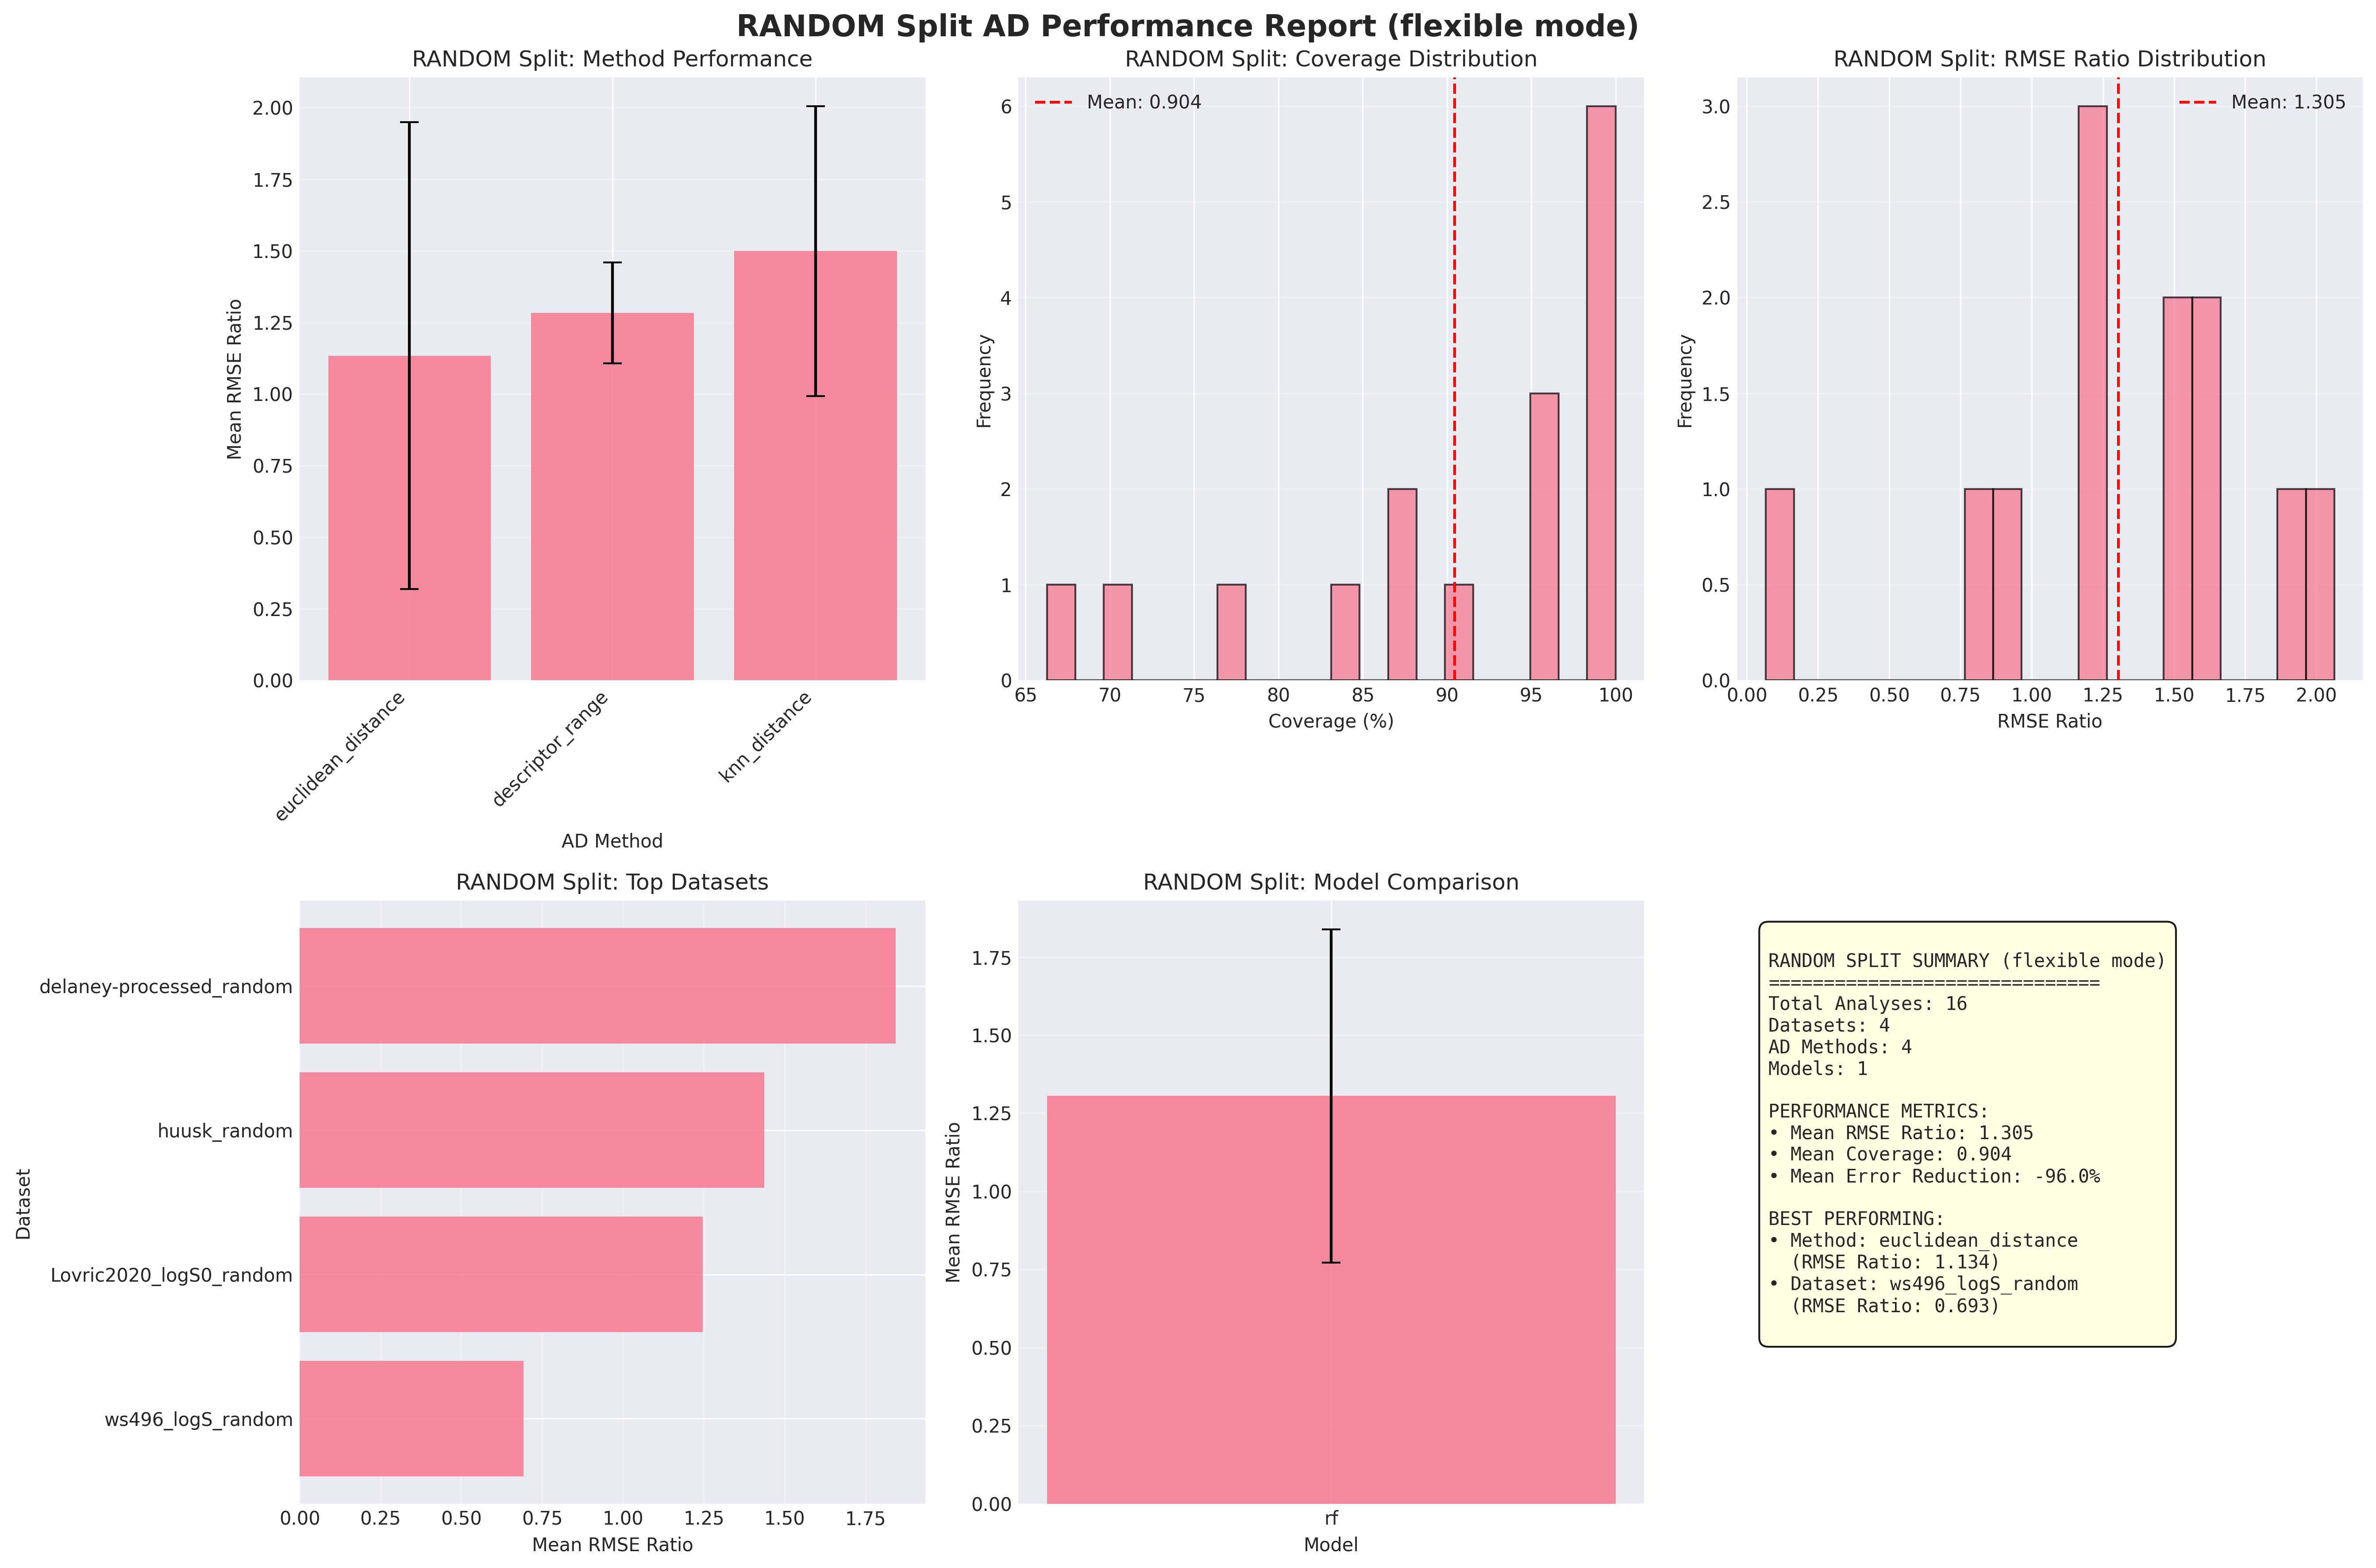 RANDOM Split AD Performance Report (flexible mode)
RANDOM Split: Method Performance
Mean RMSE Ratio
2.00
1.75
1.50
1.25
1.00
0.75
0.50
0.25
0.00
euclidean_distance
descriptor_range
knn_distance
AD Method
RANDOM Split: Coverage Distribution
Mean: 0.904
Frequency
6
5
4
3
2
1
0
65 70 75 80 85 90 95 100
Coverage (%)
RANDOM Split: RMSE Ratio Distribution
Mean: 1.305
Frequency
3.0
2.5
2.0
1.5
1.0
0.5
0.0
0.00 0.25 0.50 0.75 1.00 1.25 1.50 1.75 2.00
RMSE Ratio
RANDOM Split: Top Datasets
Dataset
delaney-processed_random
huusk_random
Lovric2020_logS0_random
ws496_logS_random
0.00 0.25 0.50 0.75 1.00 1.25 1.50 1.75
Mean RMSE Ratio
RANDOM Split: Model Comparison
Mean RMSE Ratio
1.75
1.50
1.25
1.00
0.75
0.50
0.25
0.00
rf
Model
RANDOM SPLIT SUMMARY (flexible mode)
==============================
Total Analyses: 16
Datasets: 4
AD Methods: 4
Models: 1
PERFORMANCE METRICS:
• Mean RMSE Ratio: 1.305
• Mean Coverage: 0.904
• Mean Error Reduction: -96.0%
BEST PERFORMING:
• Method: euclidean_distance
(RMSE Ratio: 1.134)
• Dataset: ws496_logS_random
(RMSE Ratio: 0.693)